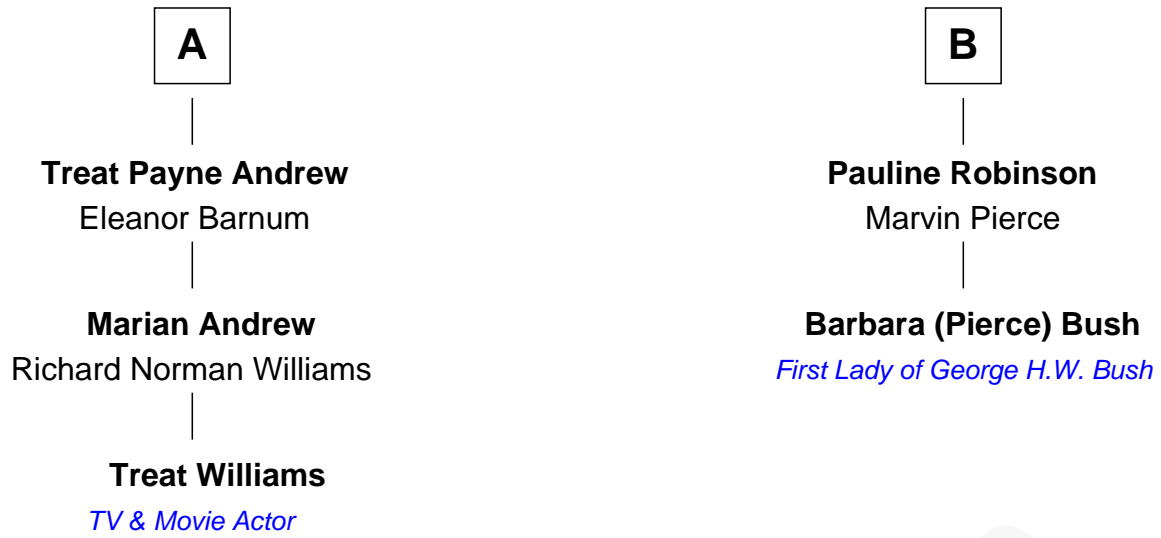 A
Treat Payne Andrew
Eleanor Barnum
Marian Andrew
Richard Norman Williams
Treat Williams
TV & Movie Actor
B
Pauline Robinson
Marvin Pierce
Barbara (Pierce) Bush
First Lady of George H.W. Bush